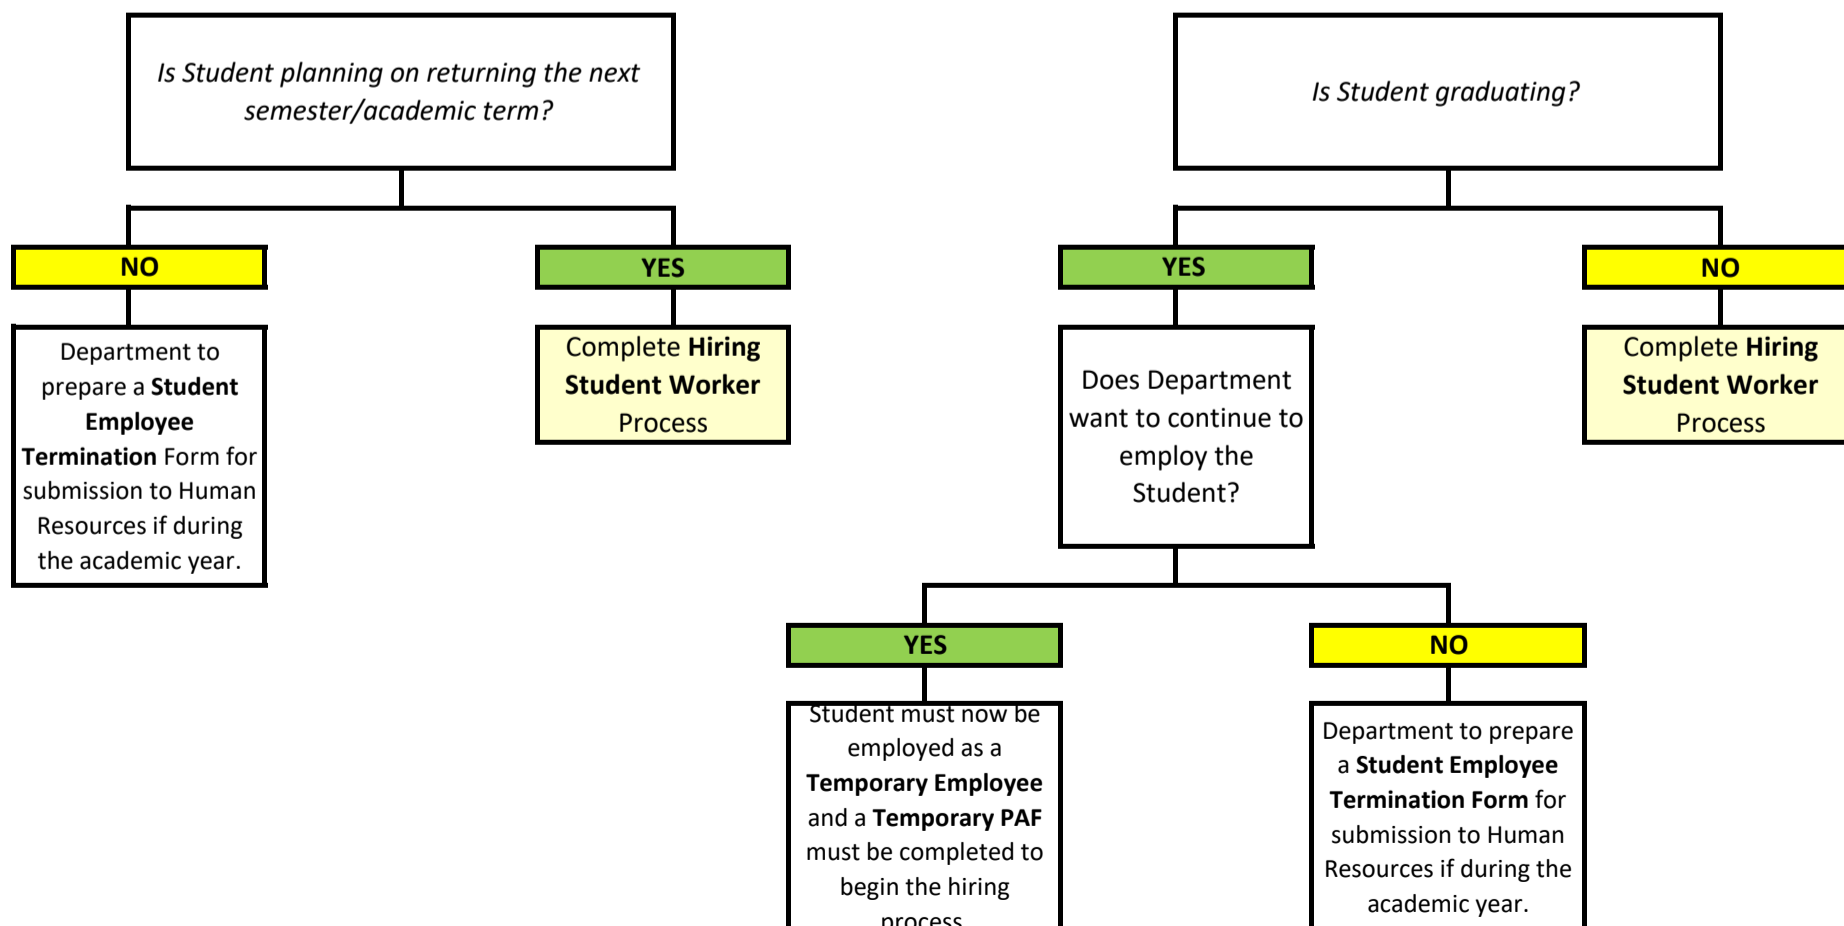 Is Student planning on returning the next
semester/academic term?
Is Student graduating?
NO
YES
YES
NO
Department to
prepare a Student
Employee
Termination Form for
submission to Human
Resources if during
the academic year.
Complete Hiring
Student Worker
Process
Does Department
want to continue to
employ the
Student?
Complete Hiring
Student Worker
Process
YES
NO
Student must now be
employed as a
Temporary Employee
and a Temporary PAF
must be completed to
begin the hiring
process
Department to prepare
a Student Employee
Termination Form for
submission to Human
Resources if during the
academic year.